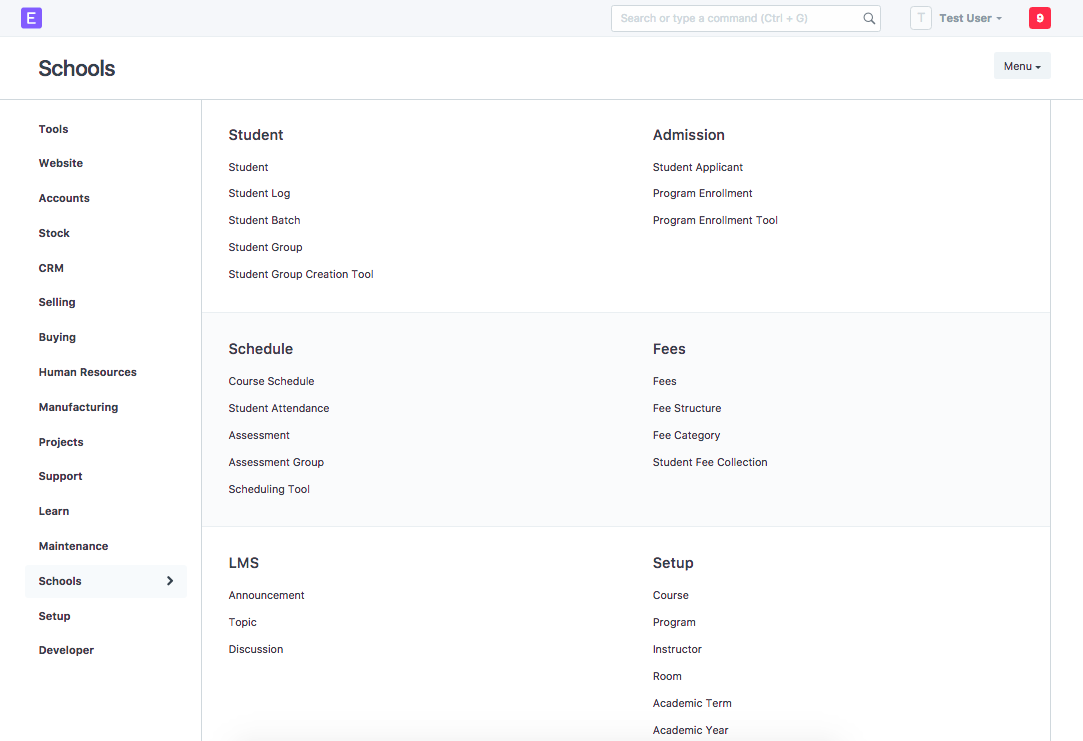 E
Search or type a command (Ctrl + G)
T
Test User
9
Schools
Menu
Tools
Website
Accounts
Stock
CRM
Selling
Buying
Human Resources
Manufacturing
Projects
Support
Learn
Maintenance
Schools
Setup
Developer
Student
Student
Student Log
Student Batch
Student Group
Student Group Creation Tool
Admission
Student Applicant
Program Enrollment
Program Enrollment Tool
Schedule
Course Schedule
Student Attendance
Assessment
Assessment Group
Scheduling Tool
Fees
Fees
Fee Structure
Fee Category
Student Fee Collection
LMS
Announcement
Topic
Discussion
Setup
Course
Program
Instructor
Room
Academic Term
Academic Year